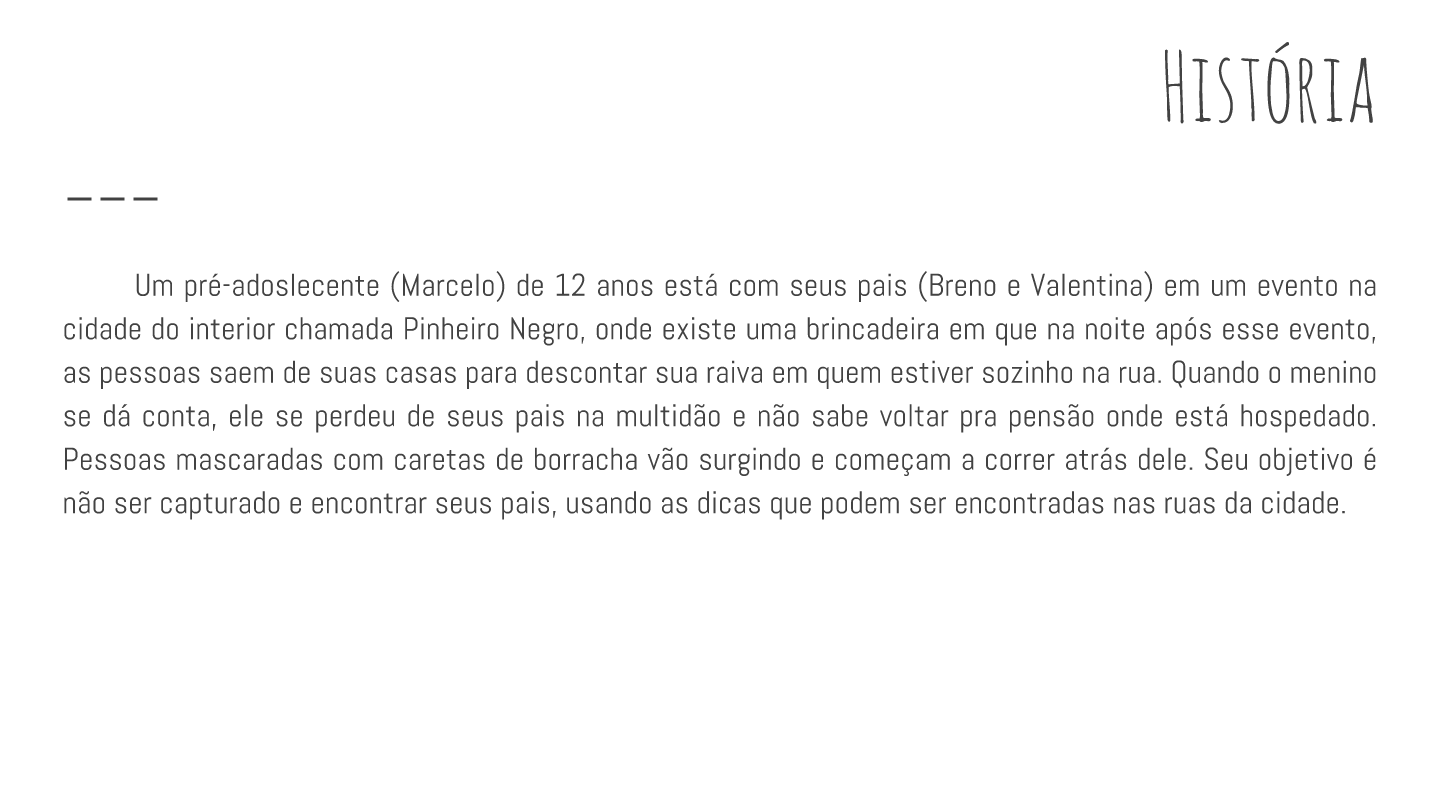 HISTÓRIA
Um pré-adoslecente (Marcelo) de 12 anos está com seus pais (Breno e Valentina) em um evento na
cidade do interior chamada Pinheiro Negro, onde existe uma brincadeira em que na noite após esse evento,
as pessoas saem de suas casas para descontar sua raiva em quem estiver sozinho na rua. Quando o menino
se dá conta, ele se perdeu de seus pais na multidão e não sabe voltar pra pensão onde está hospedado.
Pessoas mascaradas com caretas de borracha vão surgindo e começam a correr atrás dele. Seu objetivo é
não ser capturado e encontrar seus pais, usando as dicas que podem ser encontradas nas ruas da cidade.